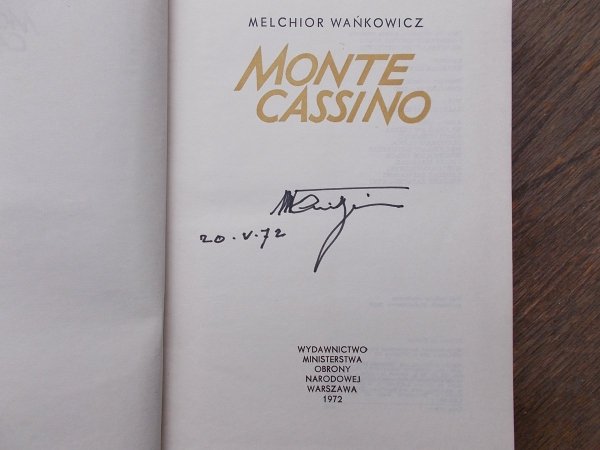 MELCHIOR WAŃKOWICZ
MONTE
CASSINO
20.V.72
WYDAWNICTWO
MINISTERSTWA
OBRONY
NARODOWEJ
WARSZAWA
1972